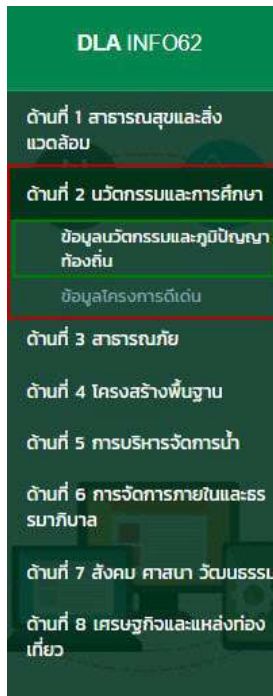 DLA INFO62
ด้านที่ 1 สาธารณสุขและสิ่ง
แวดล้อม
ด้านที่ 2 นวัตกรรมและการศึกษา
ข้อมูลนวัตกรรมและภูมิปัญญา
ท้องถิ่น
ข้อมูลโครงการดีเด่น
ด้านที่ 3 สาธารณภัย
ด้านที่ 4 โครงสร้างพื้นฐาน
ด้านที่ 5 การบริหารจัดการน้ำ
ด้านที่ 6 การจัดการภายในและธร
รมาภิบาล
ด้านที่ 7 สังคม ศาสนา วัฒนธรรม
ด้านที่ 8 เศรษฐกิจและแหล่งท่อง
เที่ยว